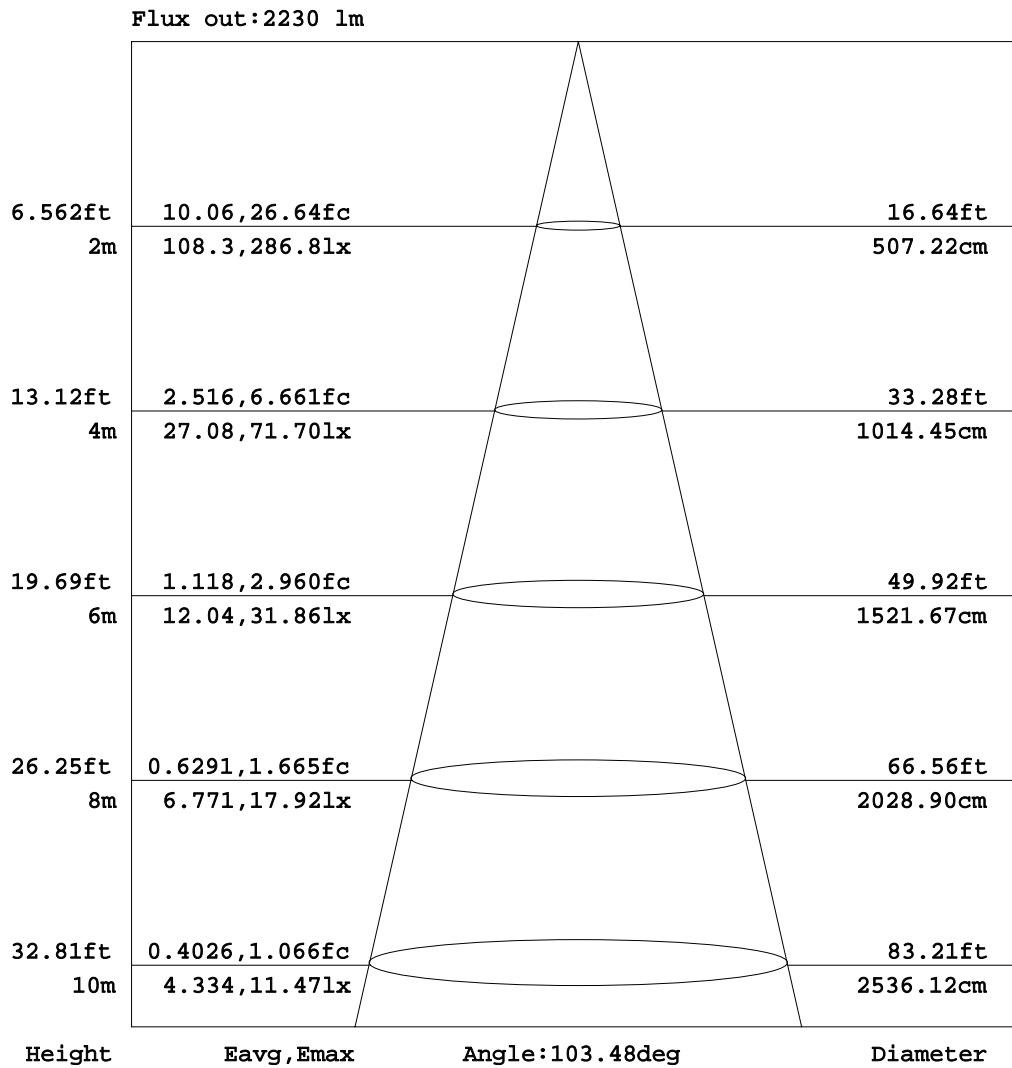 Flux out:2230 lm
6.562ft 10.06,26.64fc 16.64ft
2m 108.3,286.8lx 507.22cm
13.12ft 2.516,6.661fc 33.28ft
4m 27.08,71.70lx 1014.45cm
19.69ft 1.118,2.960fc 49.92ft
6m 12.04,31.86lx 1521.67cm
26.25ft 0.6291,1.665fc 66.56ft
8m 6.771,17.92lx 2028.90cm
32.81ft 0.4026,1.066fc 83.21ft
10m 4.334,11.47lx 2536.12cm
Height Eavg,Emax Angle:103.48deg Diameter